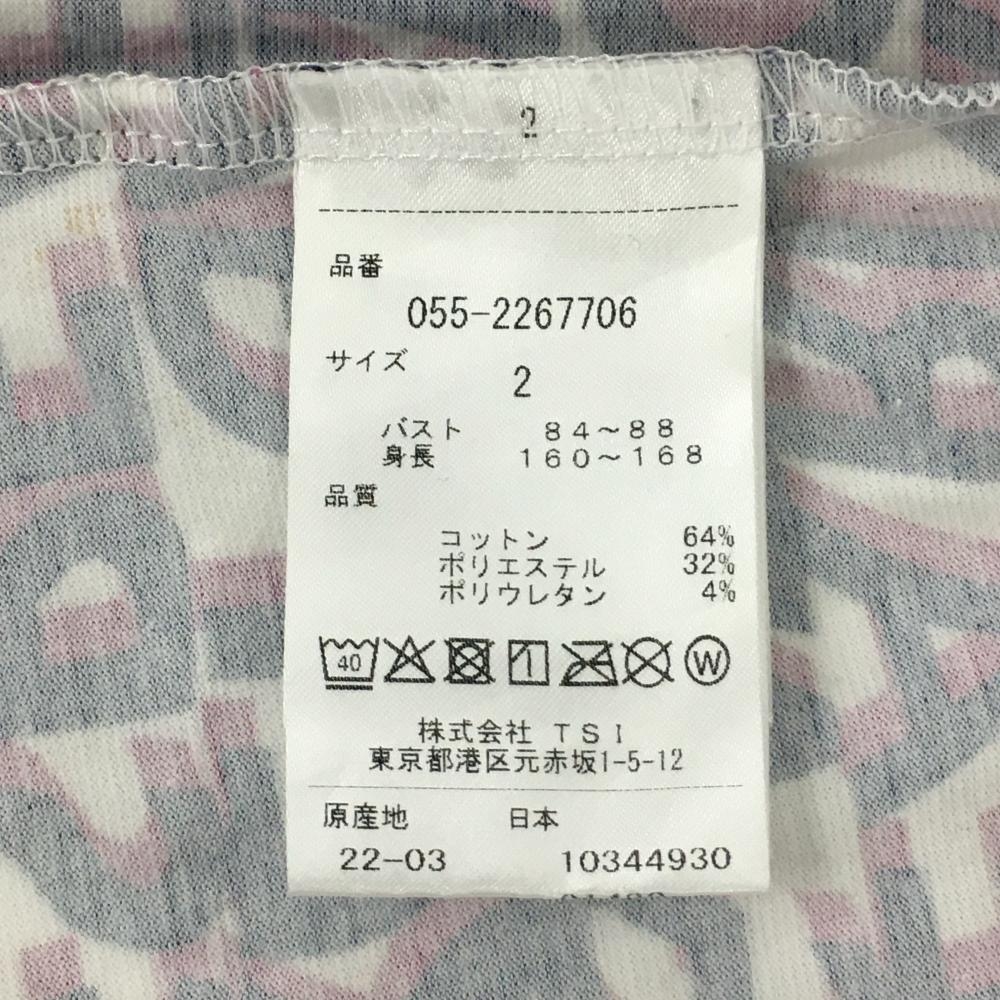 2
品番
055-2267706
サイズ
2
バスト 84〜88
身長 160〜168
品質
コットン 64%
ポリエステル 32%
ポリウレタン 4%
40 W
株式会社 TSI
東京都港区元赤坂1-5-12
原産地 日本
22-03 10344930